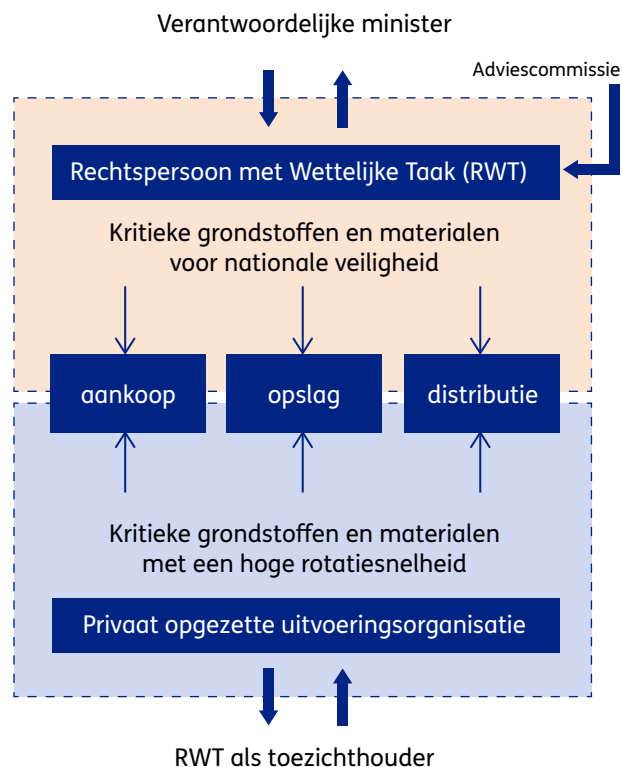 Verantwoordelijke minister
Adviescommissie
Rechtspersoon met Wettelijke Taak (RWT)
Kritieke grondstoffen en materialen
voor nationale veiligheid
aankoop
opslag
distributie
Kritieke grondstoffen en materialen
met een hoge rotatiesnelheid
Privaat opgezette uitvoeringsorganisatie
RWT als toezichthouder